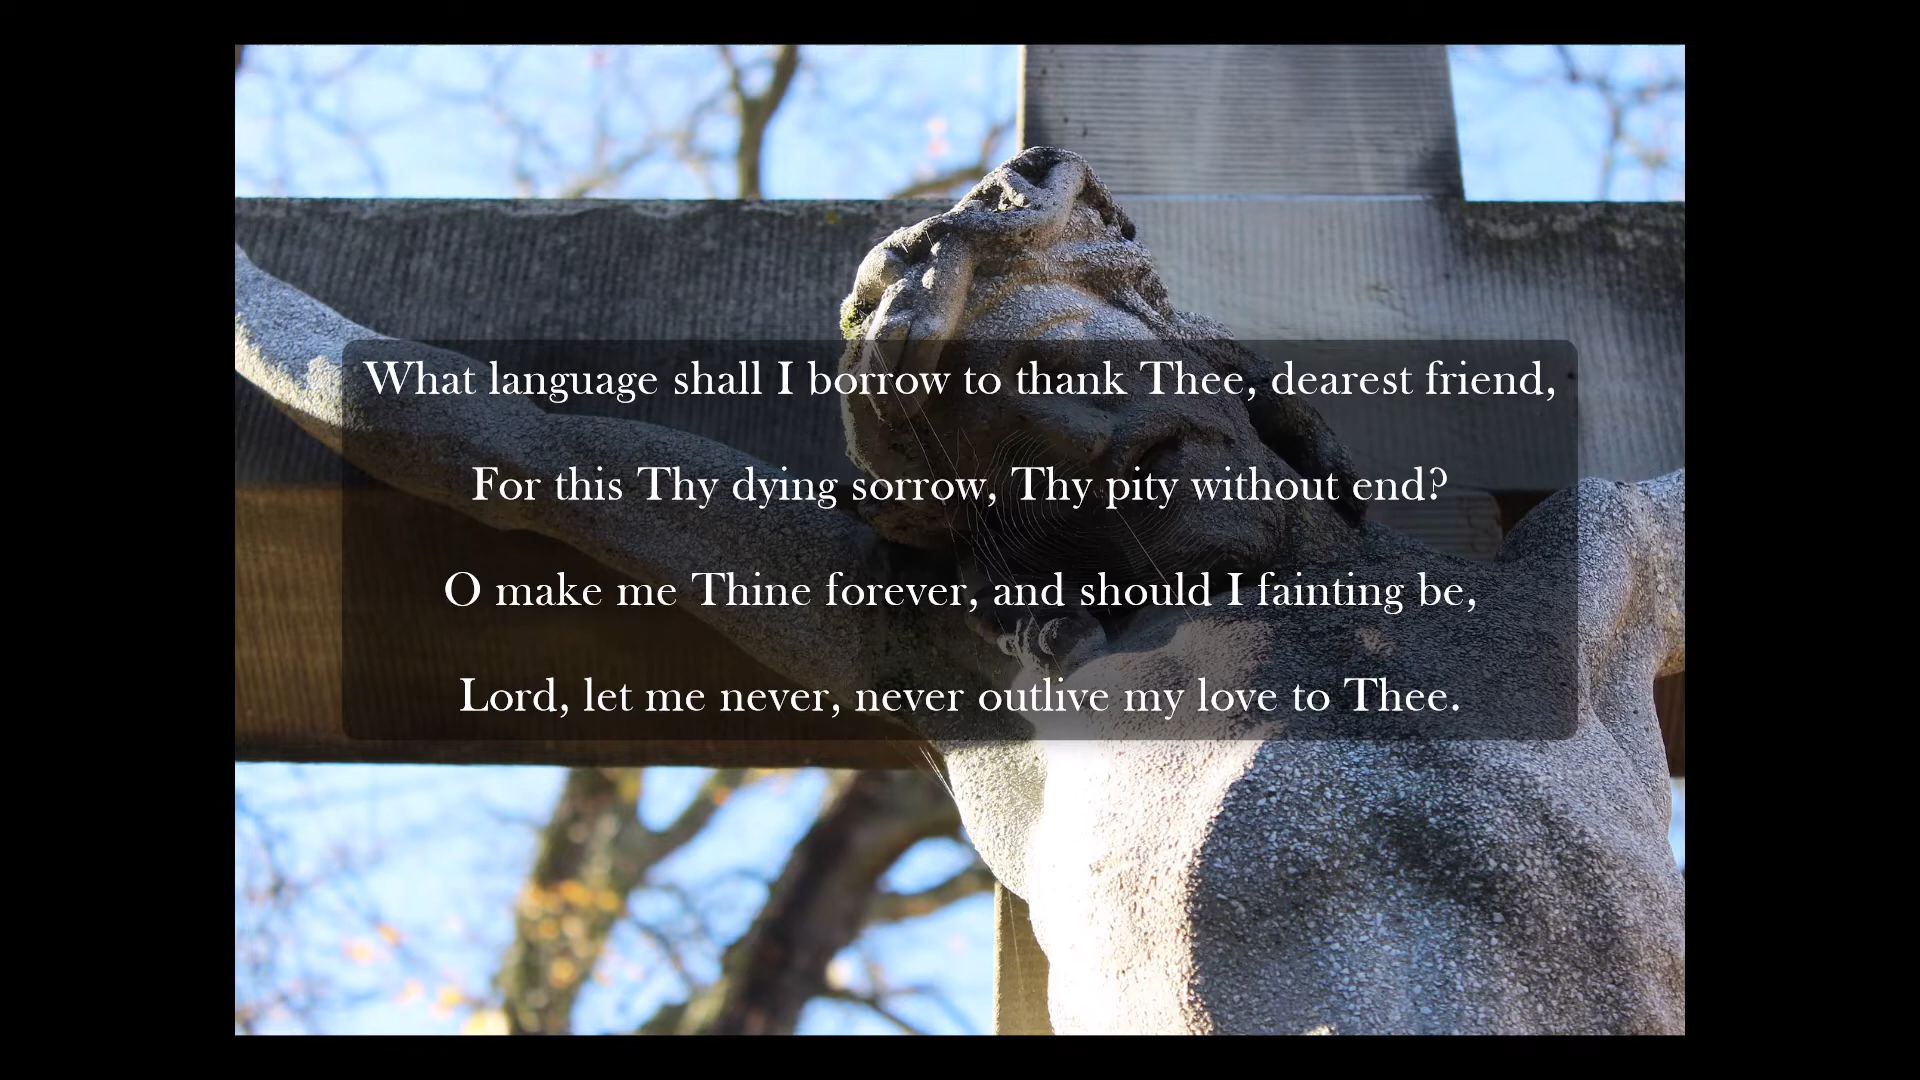 What language shall I borrow to thank Thee, dearest friend,
For this Thy dying sorrow, Thy pity without end?
O make me Thine forever, and should I fainting be,
Lord, let me never, never outlive my love to Thee.